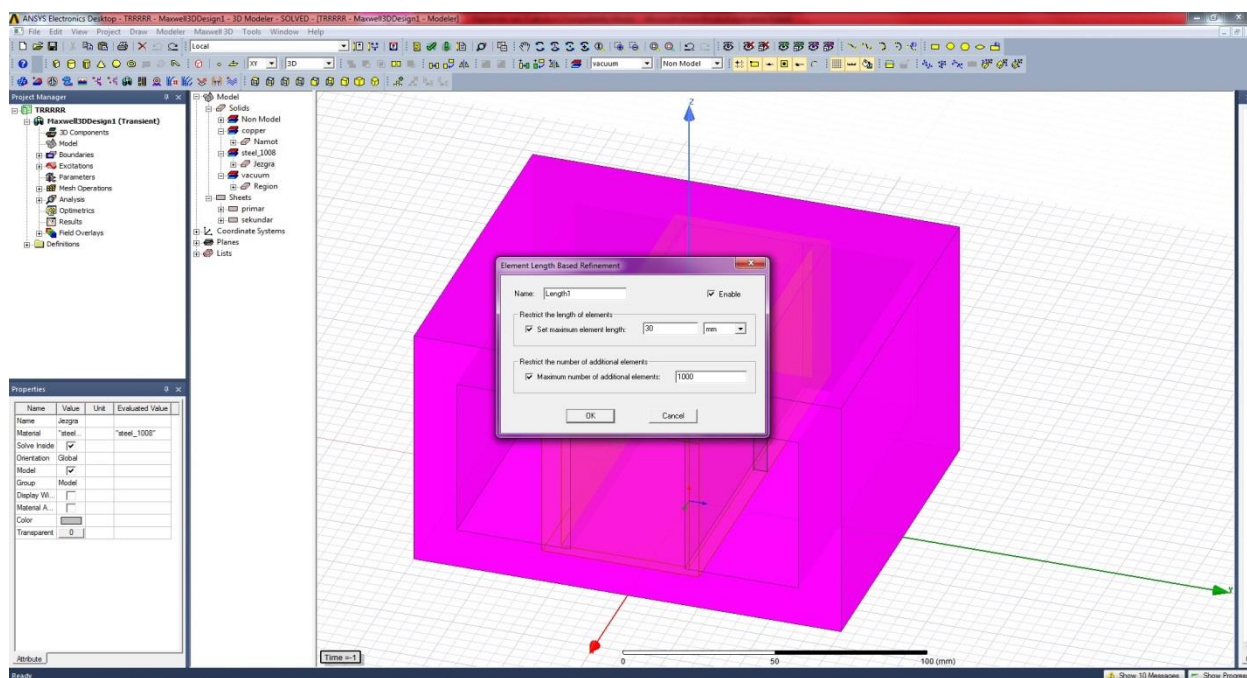 ANSYS Electronics Desktop - TRRRRR - Maxwell3DDesign1 - 3D Modeler - SOLVED - [TRRRRR - Maxwell3DDesign1 - Modeler]
File Edit View Project Draw Modeler Maxwell 3D Tools Window Help
Local
XY 3D vacuum Non Model
Project Manager
TRRRRR
Maxwell3DDesign1 (Transient)
3D Components
Model
Boundaries
Excitations
Parameters
Mesh Operations
Analysis
Optimetrics
Results
Field Overlays
Definitions
Model
Solids
Non Model
copper
Namot
steel_1008
Jezgra
vacuum
Region
Sheets
primar
sekundar
Coordinate Systems
Planes
Lists
Z
Element Length Based Refinement
Name: Length1 Enable
Restrict the length of elements
Set maximum element length: 30 mm
Restrict the number of additional elements
Maximum number of additional elements: 1000
OK Cancel
Properties
Name Value Unit Evaluated Value
Name Jezgra
Material "steel... "steel_1008"
Solve Inside
Orientation Global
Model
Group Model
Display Wi...
Material A...
Color
Transparent 0
Attribute
Time =-1
0 50 100 (mm)
Y
Ready
Show 10 Messages Show Progress